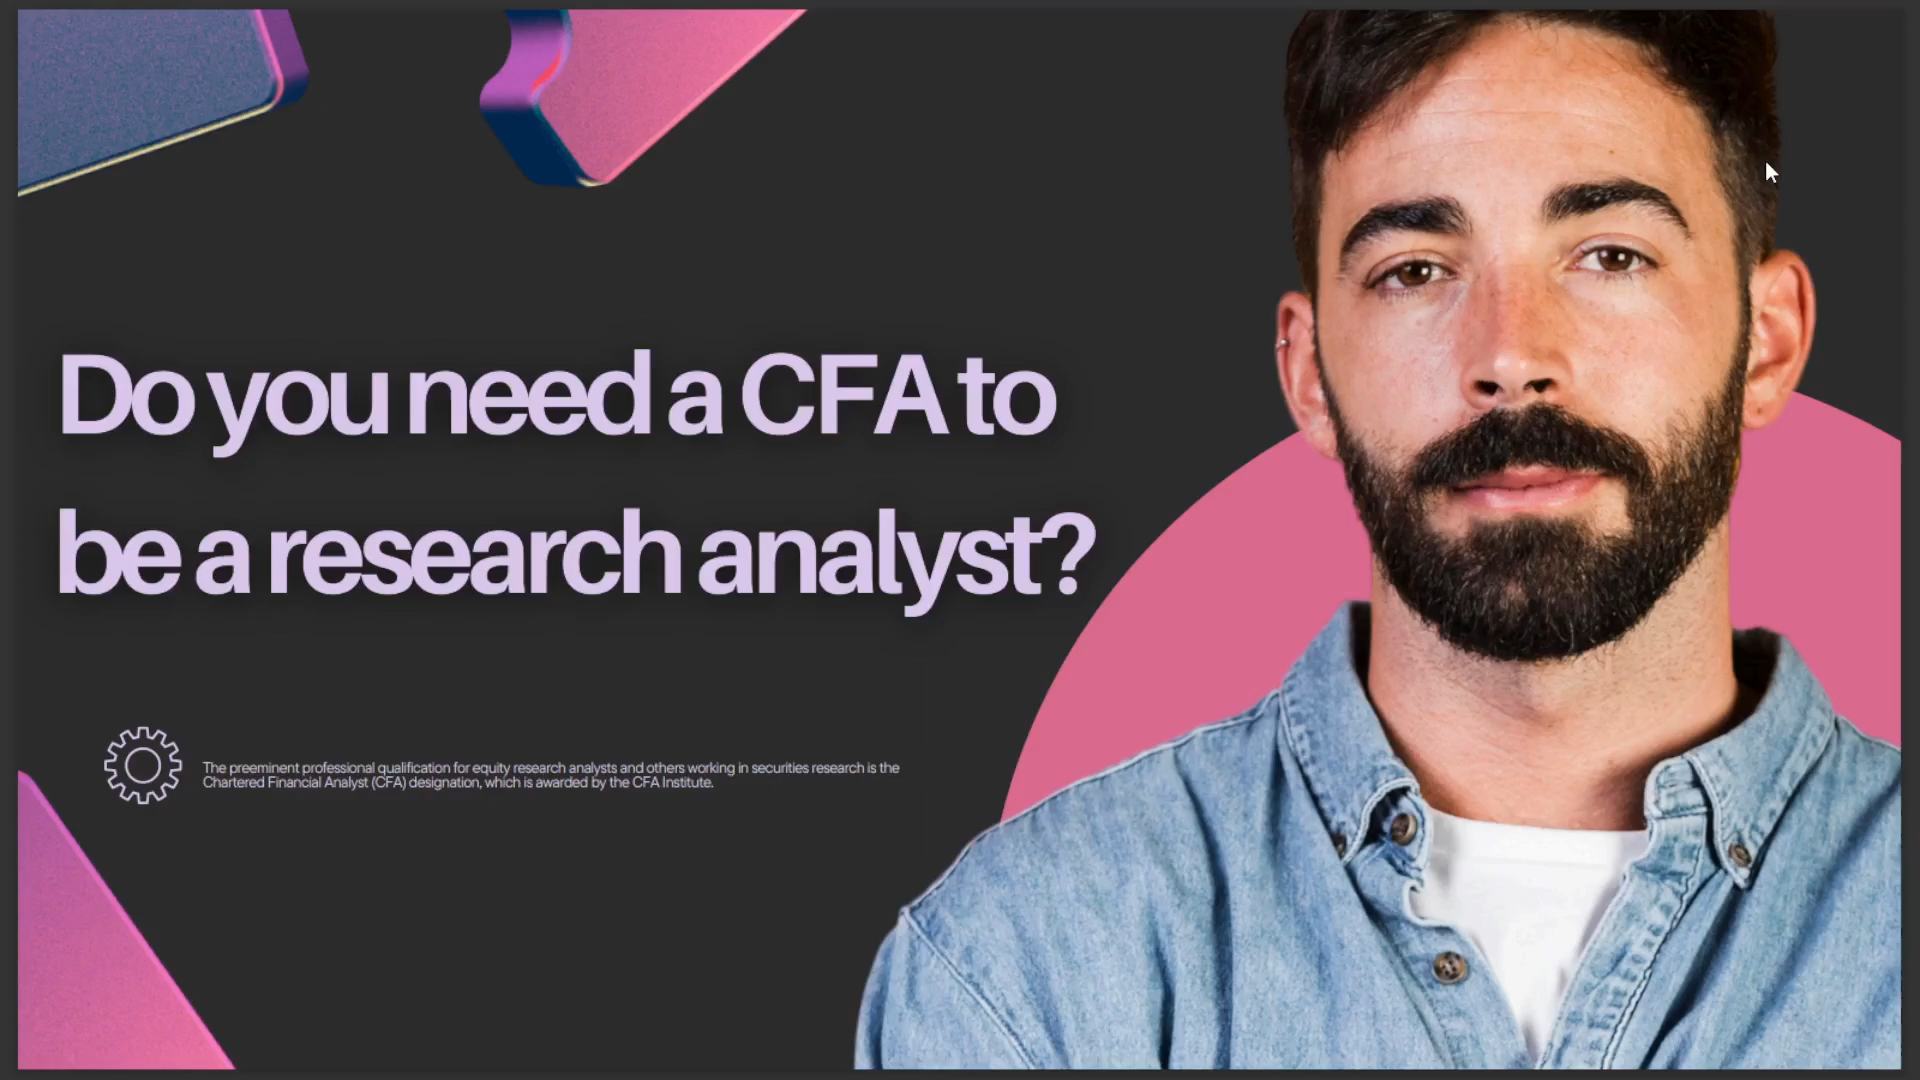 Do you need a CFA to
be a research analyst?
The preeminent professional qualification for equity research analysts and others working in securities research is the
Chartered Financial Analyst (CFA) designation, which is awarded by the CFA Institute.